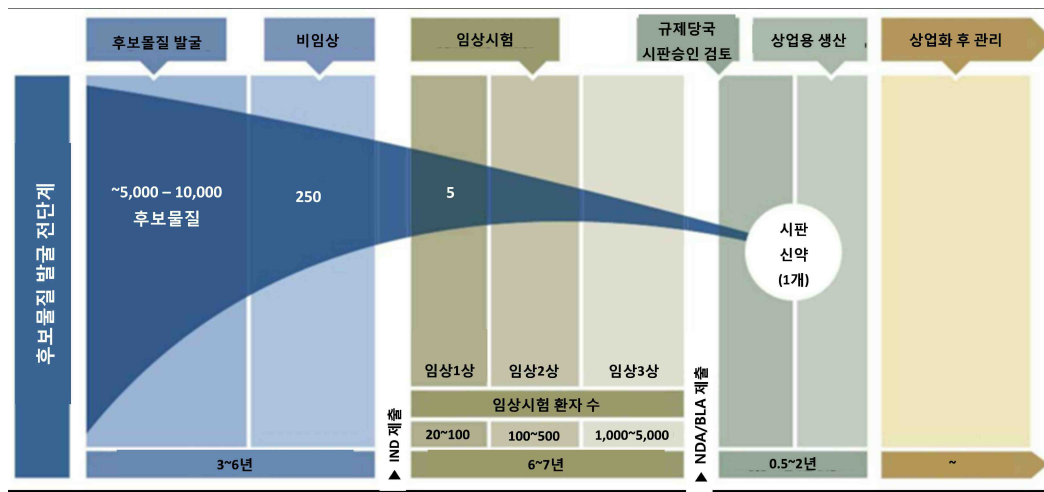 후보몰질 발굴
비임상
임상시험
규제당국
시판승인 검토
상업용 생산
상업화 후 관리
후보물질 발굴 전단계
~5,000 – 10,000
후보물질
250
5
시판
신약
(1개)
임상1상
임상2상
임상3상
임상시험 환자 수
20~100
100~500
1,000~5,000
▶ IND 제출
▶ NDA/BLA 제출
3~6년
6~7년
0.5~2년
~